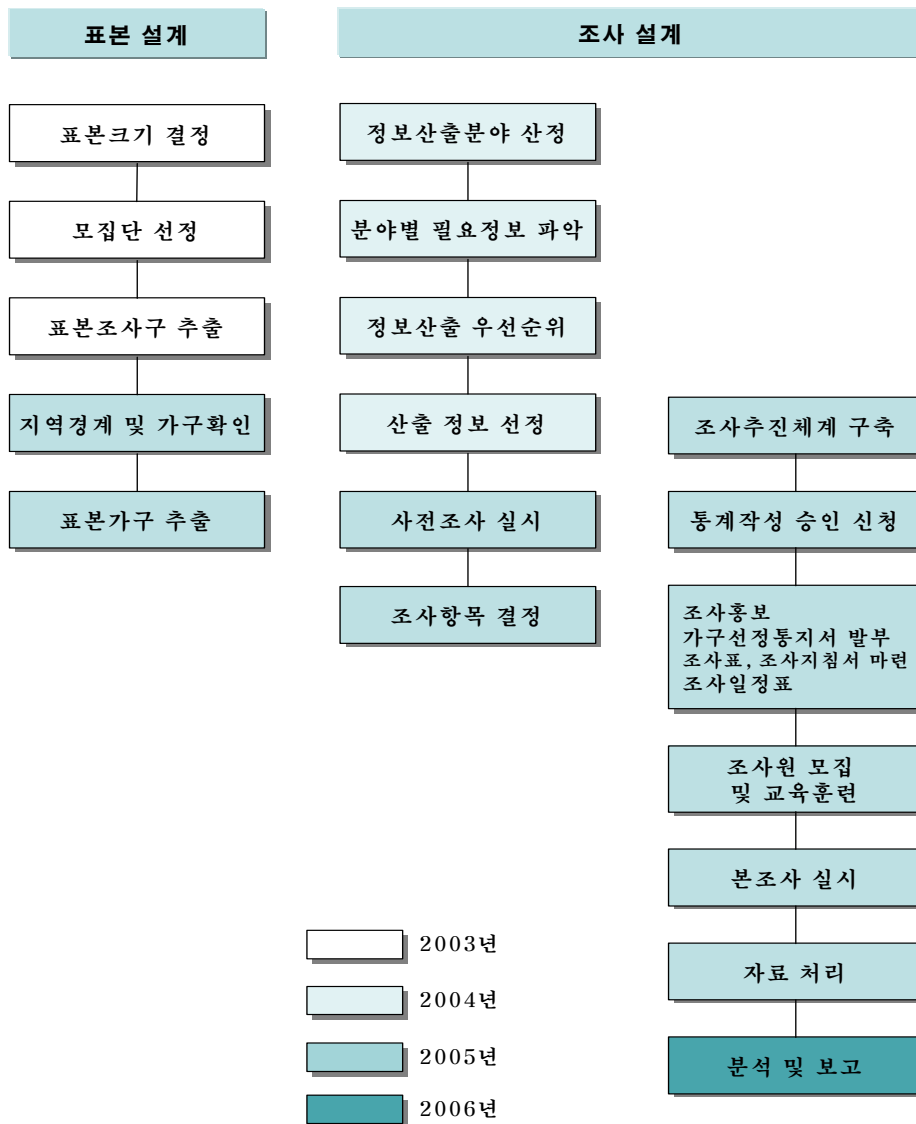 표본 설계
조사 설계
표본크기 결정
모집단 선정
표본조사구 추출
지역경계 및 가구확인
표본가구 추출
정보산출분야 산정
분야별 필요정보 파악
정보산출 우선순위
산출 정보 선정
사전조사 실시
조사항목 결정
조사추진체계 구축
통계작성 승인 신청
조사홍보
가구선정통지서 발부
조사표, 조사지침서 마련
조사일정표
조사원 모집
및 교육훈련
본조사 실시
자료 처리
분석 및 보고
2003년
2004년
2005년
2006년